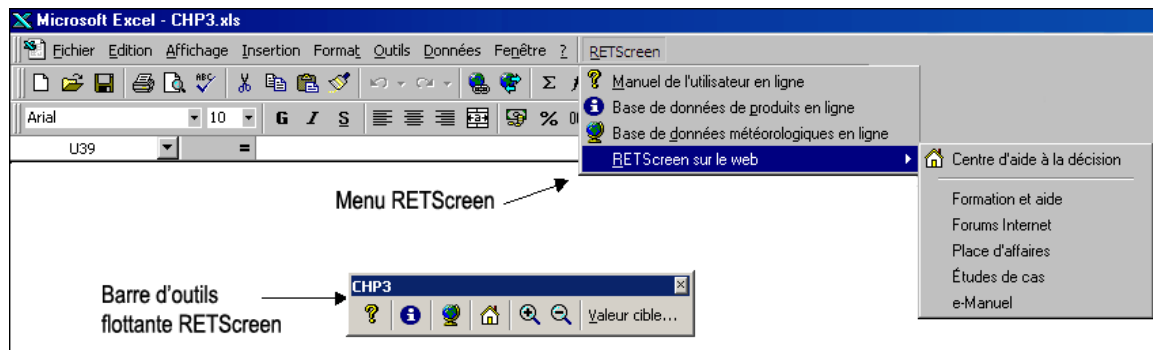 Microsoft Excel - CHP3.xls
Fichier Edition Affichage Insertion Format Outils Données Fenêtre ? RETScreen
Manuel de l'utilisateur en ligne
Arial 10 G I S %
Base de données de produits en ligne
Base de données météorologiques en ligne
U39 =
RETScreen sur le web
Centre d'aide à la décision
Menu RETScreen
Formation et aide
Forums Internet
Place d'affaires
Études de cas
e-Manuel
Barre d'outils
flottante RETScreen
CHP3
Valeur cible...